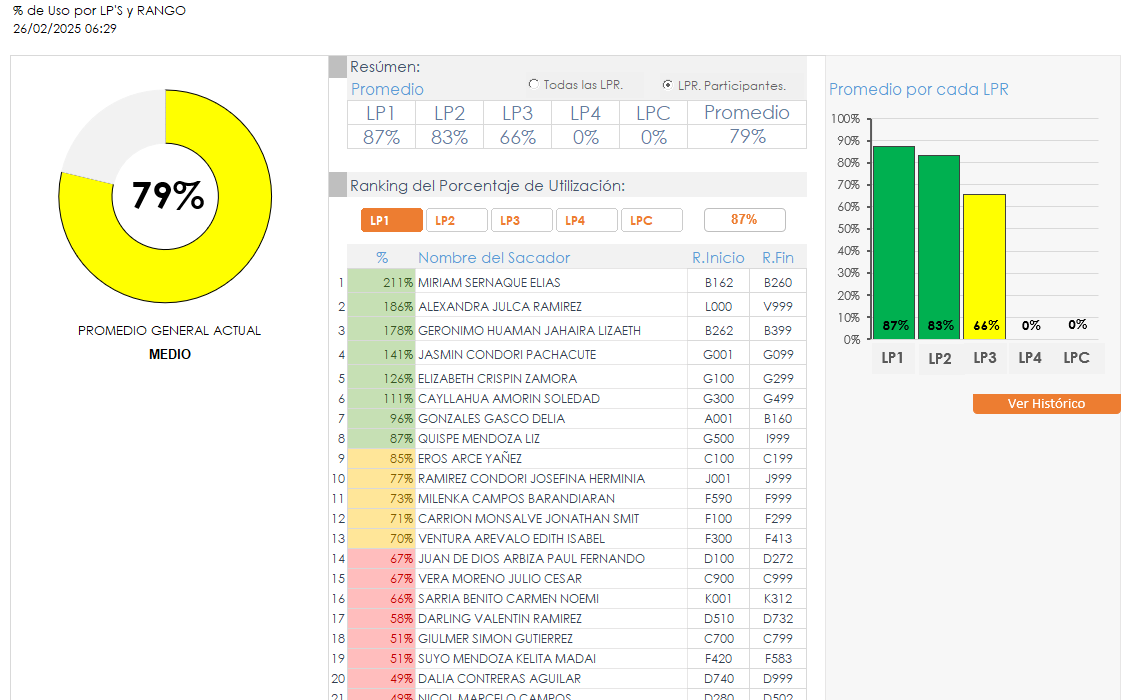 % de Uso por LP'S y RANGO
26/02/2025 06:29
79%
PROMEDIO GENERAL ACTUAL
MEDIO
Resúmen:
Promedio
Todas las LPR.
LPR. Participantes.
LP1 LP2 LP3 LP4 LPC Promedio
87% 83% 66% 0% 0% 79%
Ranking del Porcentaje de Utilización:
LP1 LP2 LP3 LP4 LPC 87%
% Nombre del Sacador R.Inicio R.Fin
1 211% MIRIAM SERNAQUE ELIAS B162 B260
2 186% ALEXANDRA JULCA RAMIREZ L000 V999
3 178% GERONIMO HUAMAN JAHAIRA LIZAETH B262 B399
4 141% JASMIN CONDORI PACHACUTE G001 G099
5 126% ELIZABETH CRISPIN ZAMORA G100 G299
6 111% CAYLLAHUA AMORIN SOLEDAD G300 G499
7 96% GONZALES GASCO DELIA A001 B160
8 87% QUISPE MENDOZA LIZ G500 I999
9 85% EROS ARCE YAÑEZ C100 C199
10 77% RAMIREZ CONDORI JOSEFINA HERMINIA J001 J999
11 73% MILENKA CAMPOS BARANDIARAN F590 F999
12 71% CARRION MONSALVE JONATHAN SMIT F100 F299
13 70% VENTURA AREVALO EDITH ISABEL F300 F413
14 67% JUAN DE DIOS ARBIZA PAUL FERNANDO D100 D272
15 67% VERA MORENO JULIO CESAR C900 C999
16 66% SARRIA BENITO CARMEN NOEMI K001 K312
17 58% DARLING VALENTIN RAMIREZ D510 D732
18 51% GIULMER SIMON GUTIERREZ C700 C799
19 51% SUYO MENDOZA KELITA MADAI F420 F583
20 49% DALIA CONTRERAS AGUILAR D740 D999
21 49% NICOL MARCELO CAMPOS D280 D502
Promedio por cada LPR
100%
90%
80%
70%
60%
50%
40%
30%
20%
10%
0%
87% 83% 66% 0% 0%
LP1 LP2 LP3 LP4 LPC
Ver Histórico